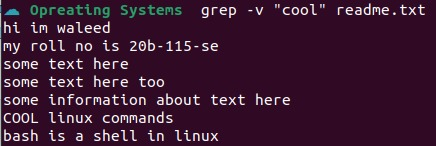 Opreating Systems grep -v "cool" readme.txt
hi im waleed
my roll no is 20b-115-se
some text here
some text here too
some information about text here
COOL linux commands
bash is a shell in linux